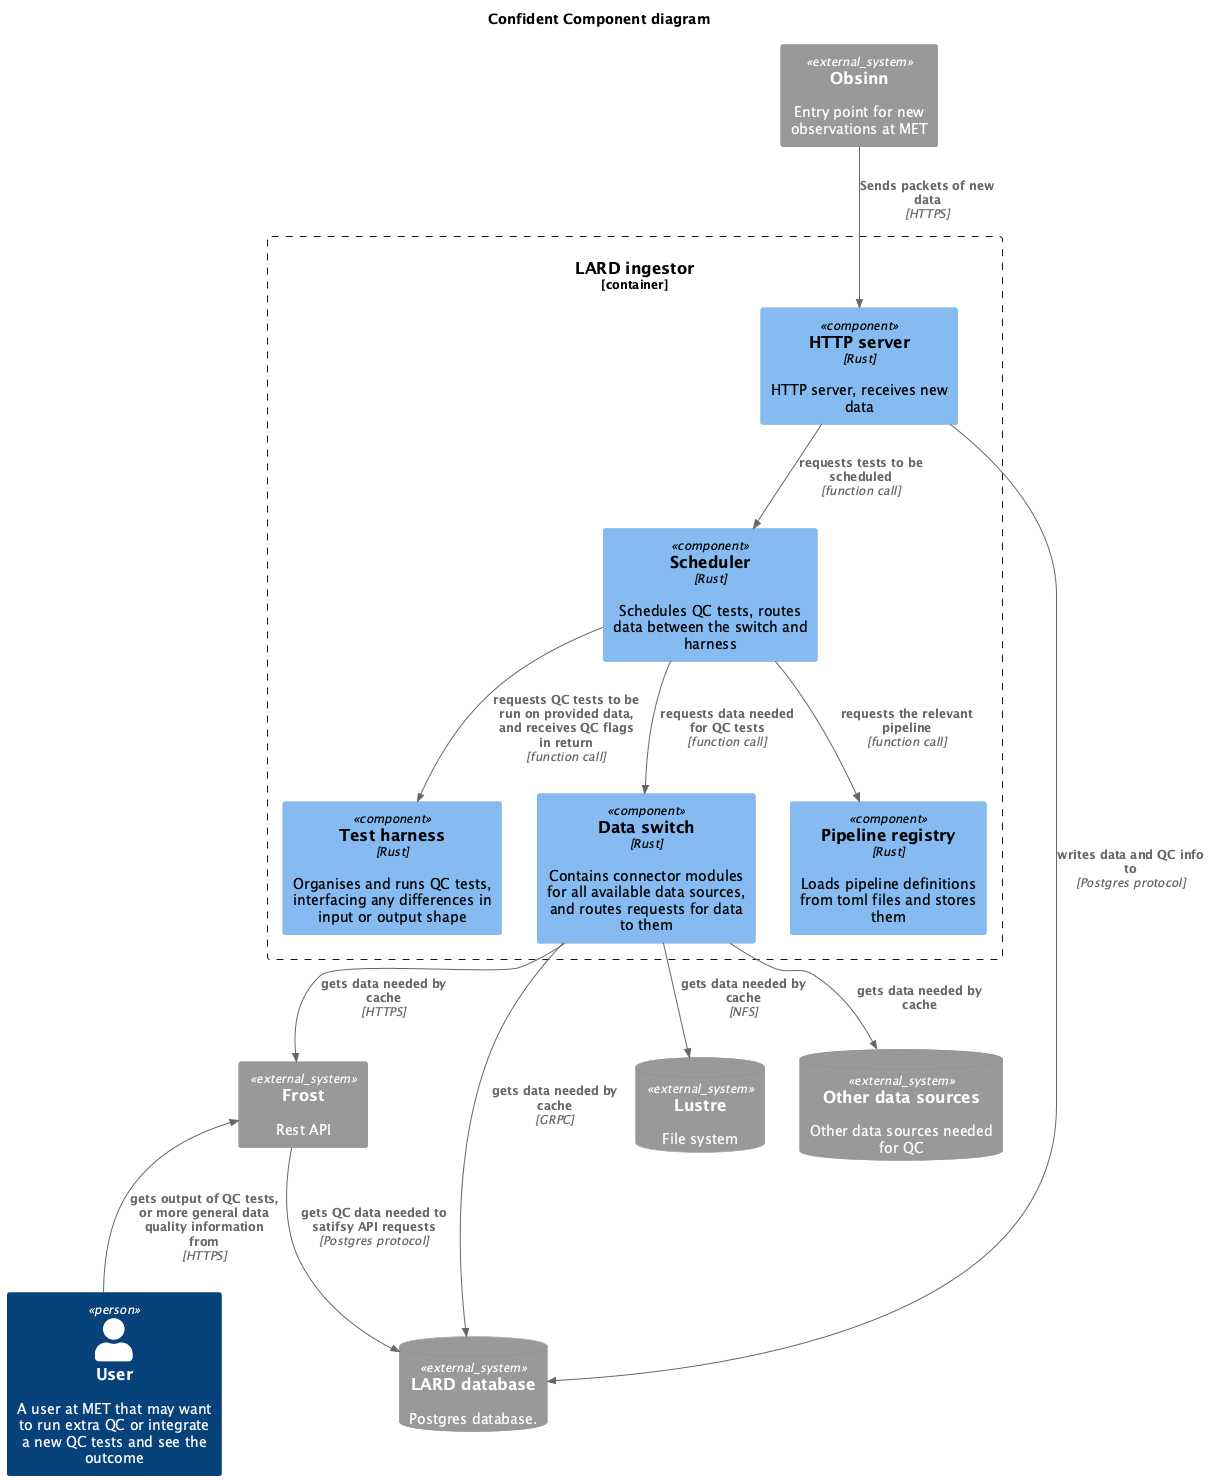 Confident Component diagram
«external_system»
Obsinn
Entry point for new
observations at MET
Sends packets of new
data
[HTTPS]
LARD ingestor
[container]
«component»
HTTP server
[Rust]
HTTP server, receives new
data
requests tests to be
scheduled
[function call]
«component»
Scheduler
[Rust]
Schedules QC tests, routes
data between the switch and
harness
requests QC tests to be
run on provided data,
and receives QC flags
in return
[function call]
requests data needed
for QC tests
[function call]
requests the relevant
pipeline
[function call]
«component»
Test harness
[Rust]
Organises and runs QC tests,
interfacing any differences in
input or output shape
«component»
Data switch
[Rust]
Contains connector modules
for all available data sources,
and routes requests for data
to them
«component»
Pipeline registry
[Rust]
Loads pipeline definitions
from toml files and stores
them
writes data and QC info
to
[Postgres protocol]
gets data needed by
cache
[HTTPS]
gets data needed by
cache
[NFS]
gets data needed by
cache
«external_system»
Frost
Rest API
gets data needed by
cache
[GRPC]
«external_system»
Lustre
File system
«external_system»
Other data sources
Other data sources needed
for QC
gets output of QC tests,
or more general data
quality information
from
[HTTPS]
gets QC data needed to
satifsy API requests
[Postgres protocol]
«person»
User
A user at MET that may want
to run extra QC or integrate
a new QC tests and see the
outcome
«external_system»
LARD database
Postgres database.